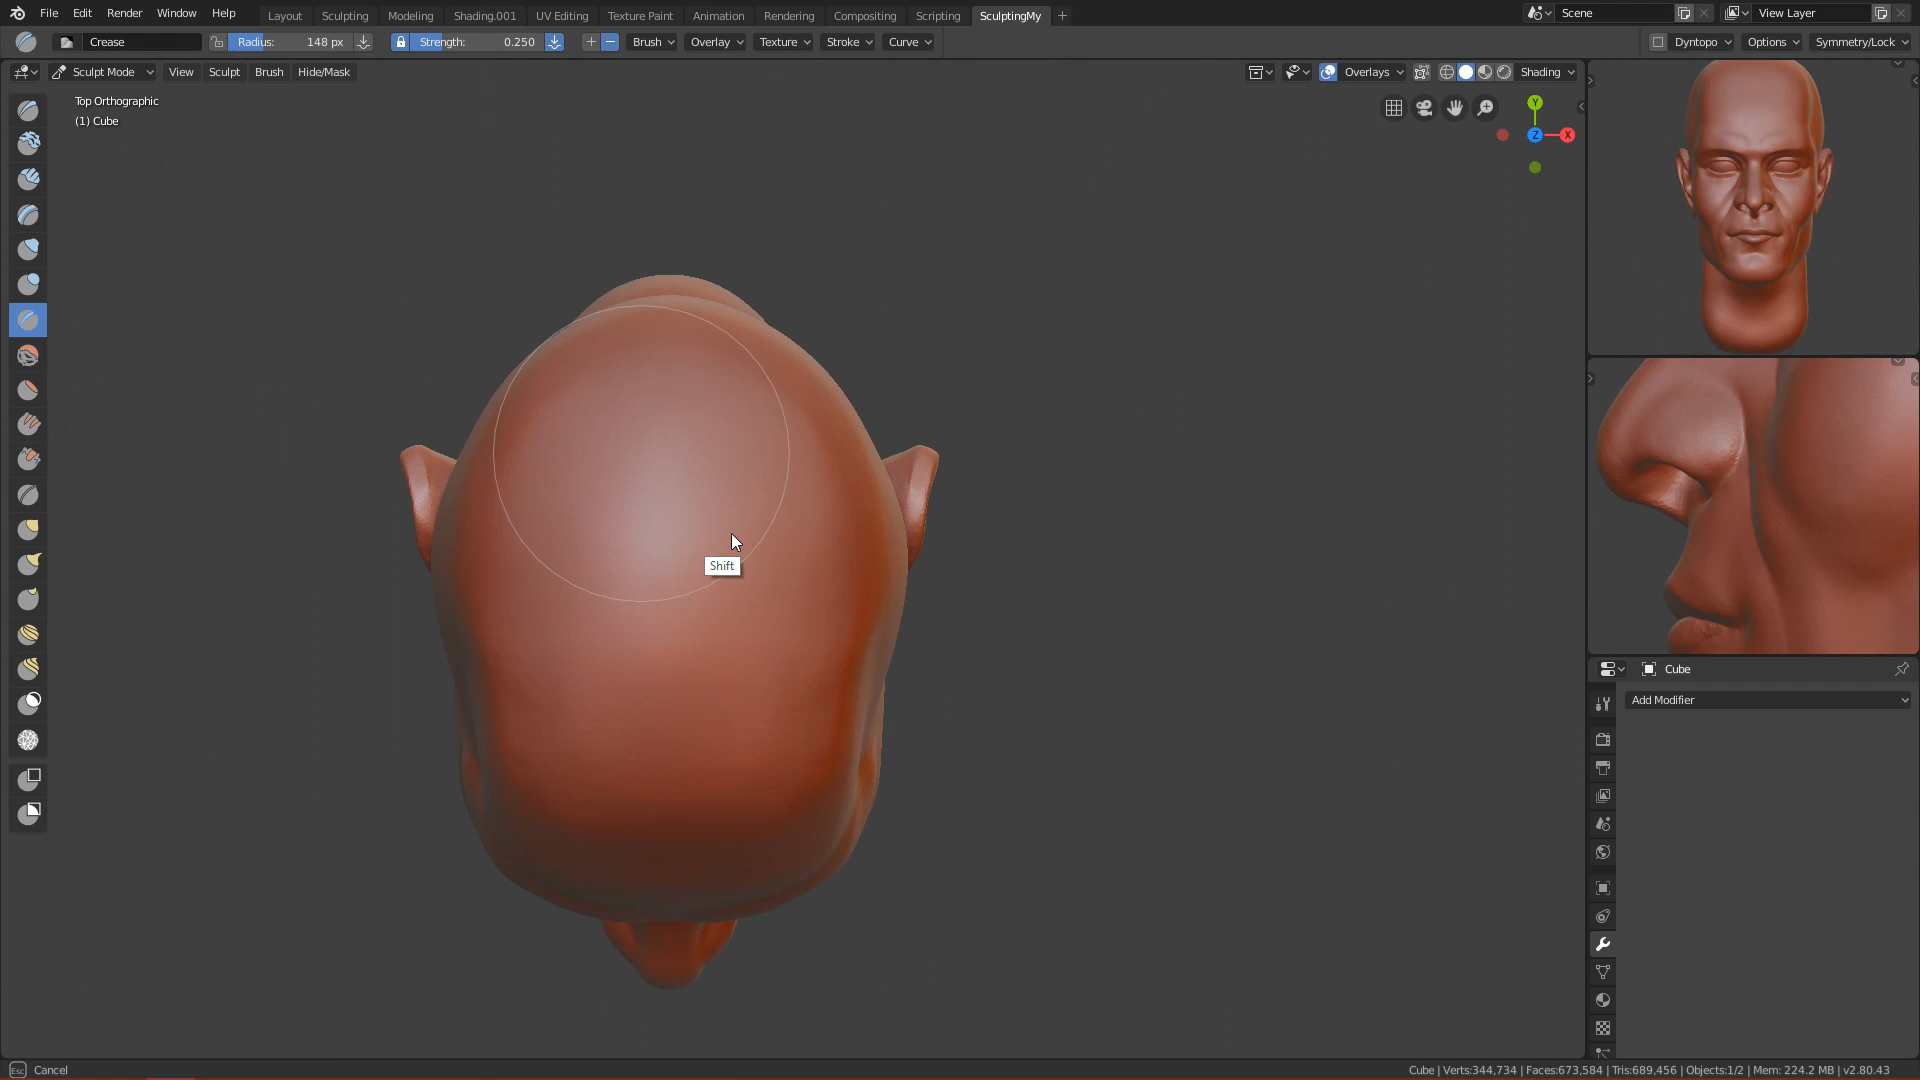 File Edit Render Window Help Layout Sculpting Modeling Shading.001 UV Editing Texture Paint Animation Rendering Compositing Scripting SculptingMy + Scene View Layer
Crease Radius: 148 px Strength: 0.250 Brush Overlay Texture Stroke Curve Dyntopo Options Symmetry/Lock
Sculpt Mode View Sculpt Brush Hide/Mask Overlays Shading
Top Orthographic
(1) Cube
Y
Z X
Shift
Cube
Add Modifier
Esc Cancel Cube | Verts:344,734 | Faces:673,584 | Tris:689,456 | Objects:1/2 | Mem: 224.2 MB | v2.80.43